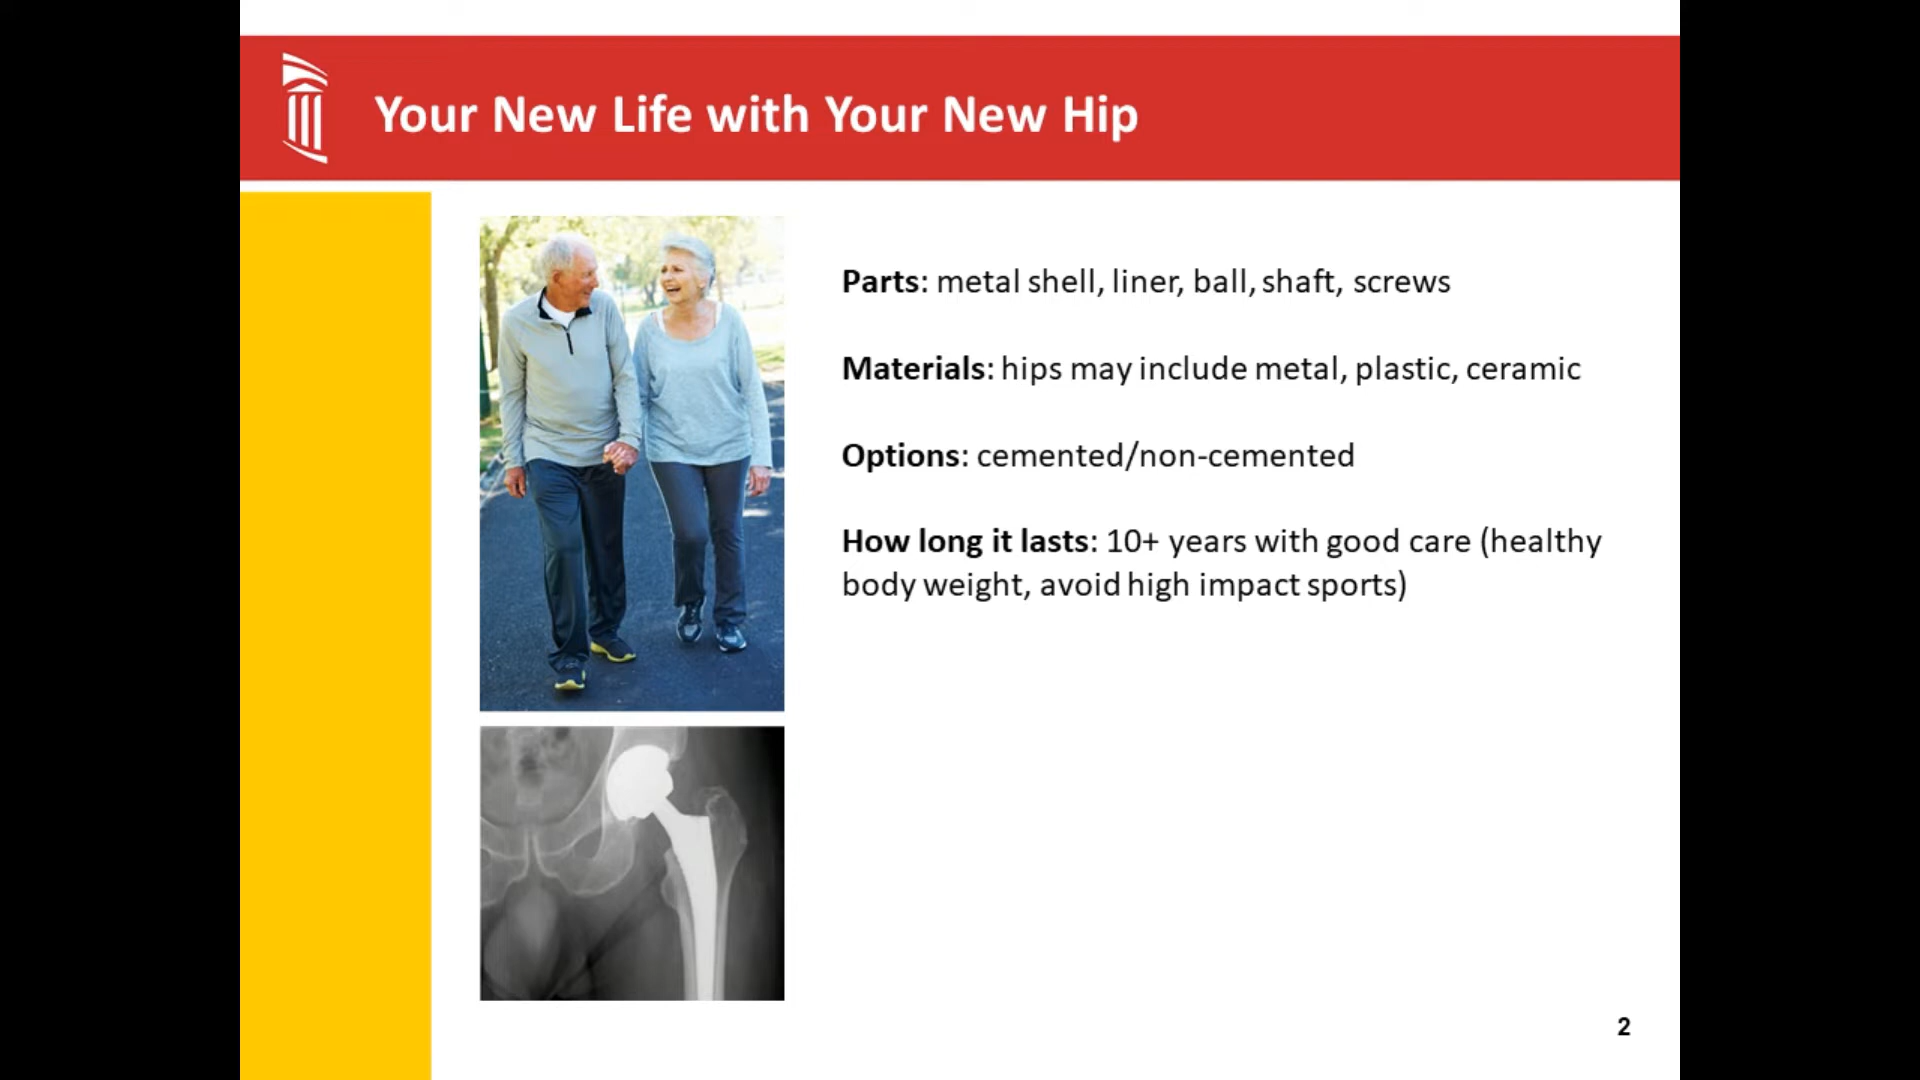 Your New Life with Your New Hip
Parts: metal shell, liner, ball, shaft, screws
Materials: hips may include metal, plastic, ceramic
Options: cemented/non-cemented
How long it lasts: 10+ years with good care (healthy
body weight, avoid high impact sports)
2